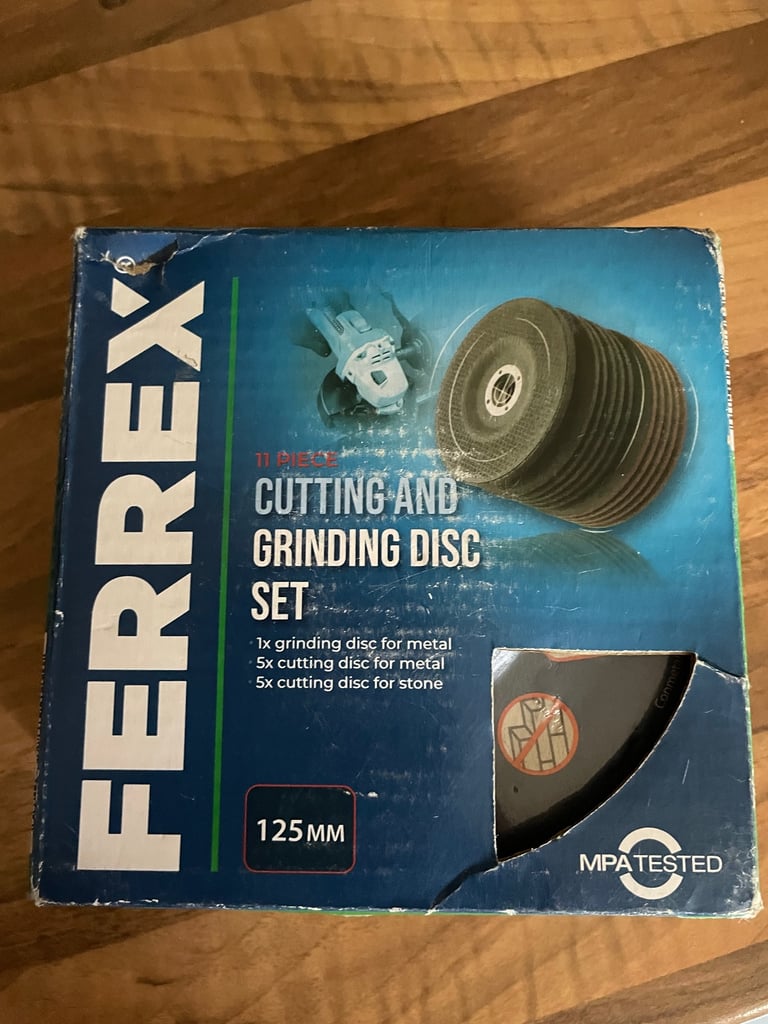 FERREX®
11 PIECE
CUTTING AND
GRINDING DISC
SET
1x grinding disc for metal
5x cutting disc for metal
5x cutting disc for stone
125MM
MPA TESTED